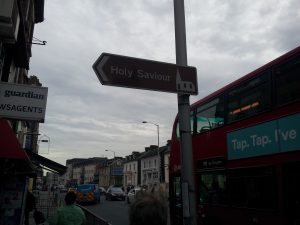 Holy Saviour
guardian
WSAGENTS
Tap. Tap. I've